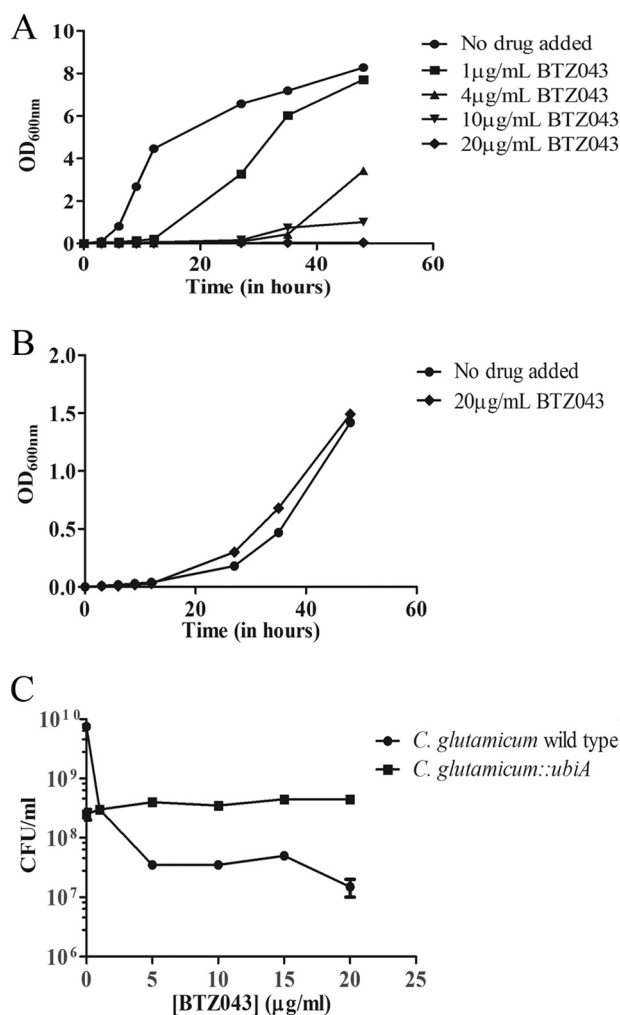 A
10
8
6
4
2
0
0
20
40
60
OD600nm
Time (in hours)
No drug added
1µg/mL BTZ043
4µg/mL BTZ043
10µg/mL BTZ043
20µg/mL BTZ043
B
2.0
1.5
1.0
0.5
0.0
0
20
40
60
OD600nm
Time (in hours)
No drug added
20µg/mL BTZ043
C
10^10
10^9
10^8
10^7
10^6
0
5
10
15
20
25
CFU/ml
[BTZ043] (µg/ml)
C. glutamicum wild type
C. glutamicum::ubiA